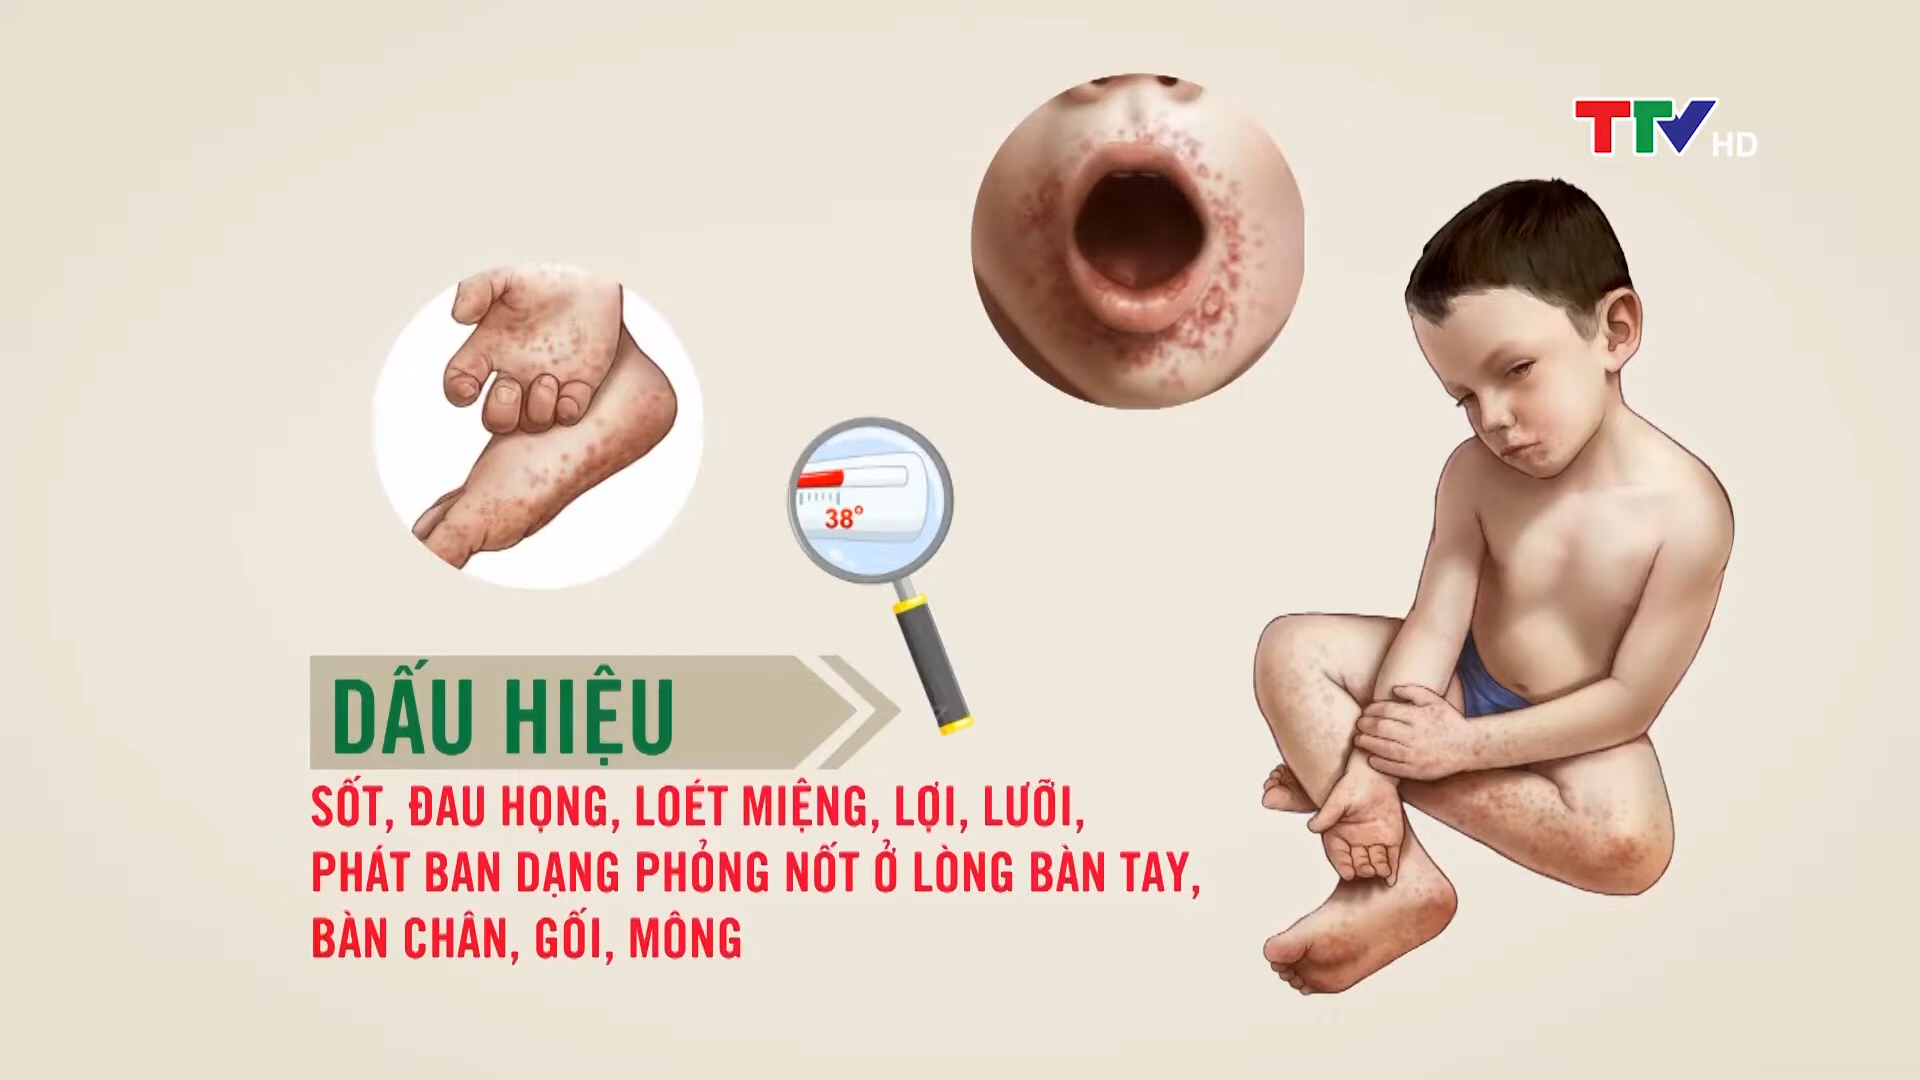 TTV HD
38°
DẤU HIỆU
SỐT, ĐAU HỌNG, LOÉT MIỆNG, LỢI, LƯỠI,
PHÁT BAN DẠNG PHỎNG NỐT Ở LÒNG BÀN TAY,
BÀN CHÂN, GỐI, MÔNG